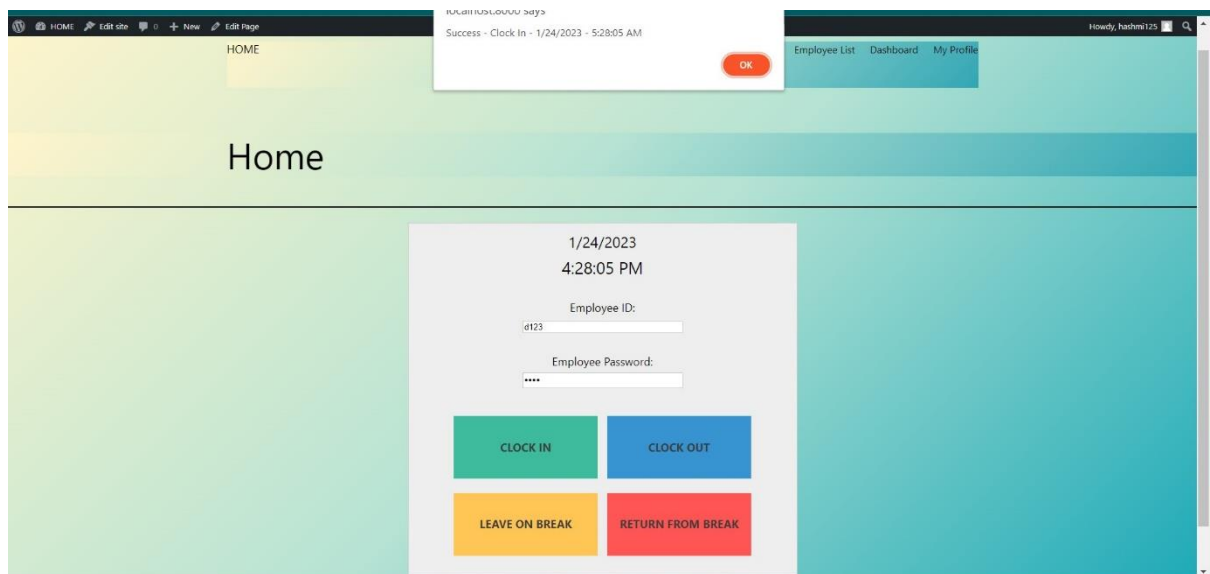 localhost:8000 says
HOME Edit site 0 + New Edit Page
Success - Clock In - 1/24/2023 - 5:28:05 AM
Howdy, hashmi125
HOME
Employee List Dashboard My Profile
OK
Home
1/24/2023
4:28:05 PM
Employee ID:
d123
Employee Password:
••••
CLOCK IN CLOCK OUT
LEAVE ON BREAK RETURN FROM BREAK